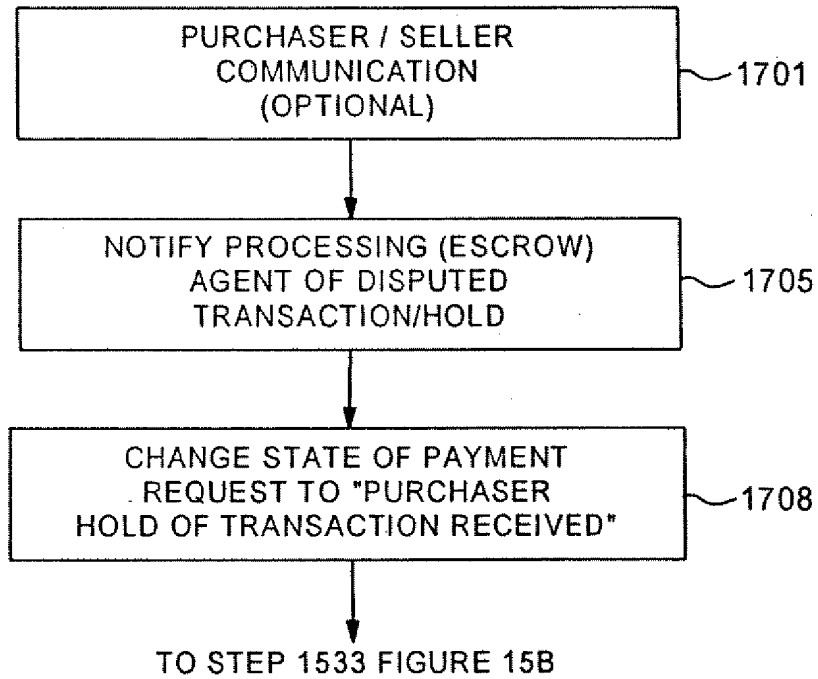 PURCHASER / SELLER
COMMUNICATION
(OPTIONAL)
1701
NOTIFY PROCESSING (ESCROW)
AGENT OF DISPUTED
TRANSACTION/HOLD
1705
CHANGE STATE OF PAYMENT
REQUEST TO "PURCHASER
HOLD OF TRANSACTION RECEIVED"
1708
TO STEP 1533 FIGURE 15B